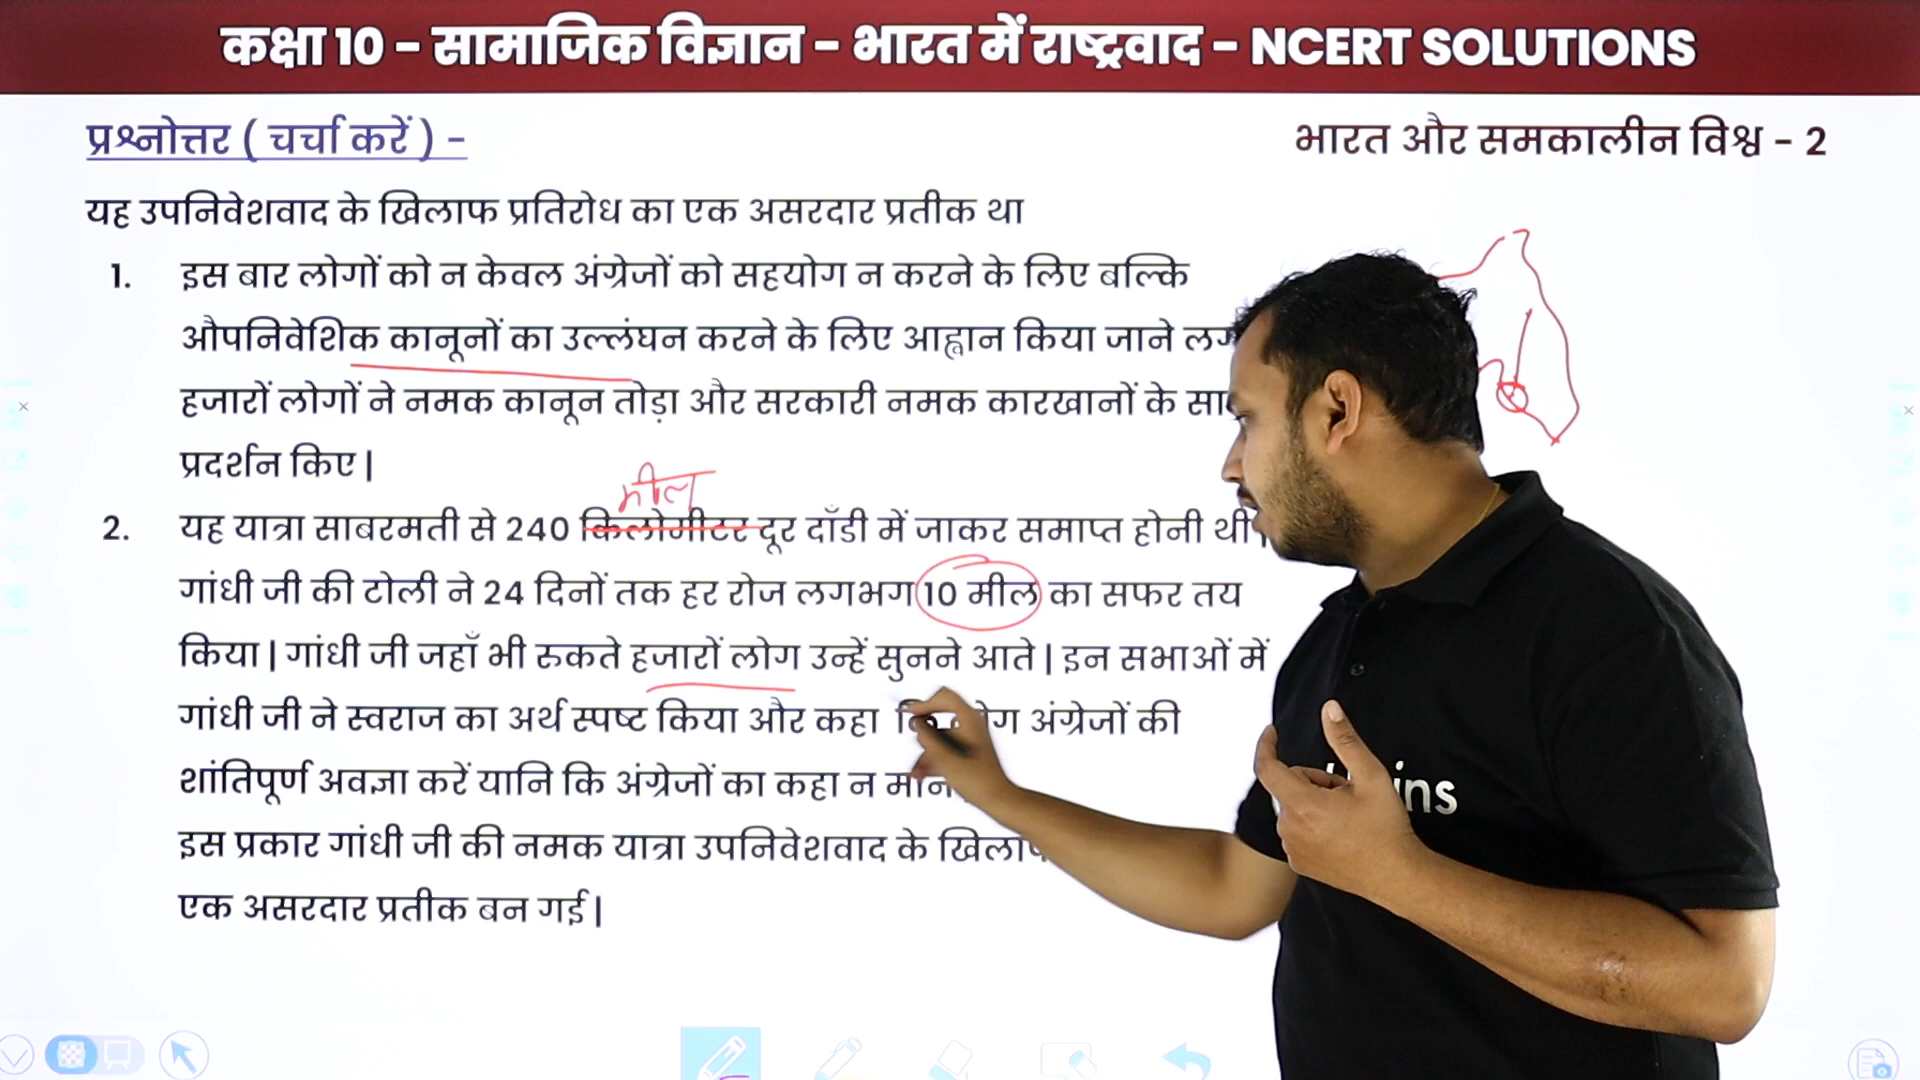 कक्षा 10 - सामाजिक विज्ञान - भारत में राष्ट्रवाद - NCERT SOLUTIONS
प्रश्नोत्तर ( चर्चा करें ) -
भारत और समकालीन विश्व - 2
यह उपनिवेशवाद के खिलाफ प्रतिरोध का एक असरदार प्रतीक था
1. इस बार लोगों को न केवल अंग्रेजों को सहयोग न करने के लिए बल्कि
औपनिवेशिक कानूनों का उल्लंघन करने के लिए आह्वान किया जाने
हजारों लोगों ने नमक कानून तोड़ा और सरकारी नमक कारखानों के
प्रदर्शन किए |
मील
2. यह यात्रा साबरमती से 240 किलोमीटर दूर दाँडी में जाकर समाप्त होनी थी |
गांधी जी की टोली ने 24 दिनों तक हर रोज लगभग 10 मील का सफर तय
किया | गांधी जी जहाँ भी रुकते हजारों लोग उन्हें सुनने आते | इन सभाओं में
गांधी जी ने स्वराज का अर्थ स्पष्ट किया और कहा अंग्रेजों की
शांतिपूर्ण अवज्ञा करें यानि कि अंग्रेजों का कहा न
इस प्रकार गांधी जी की नमक यात्रा उपनिवेशवाद के
एक असरदार प्रतीक बन गई |